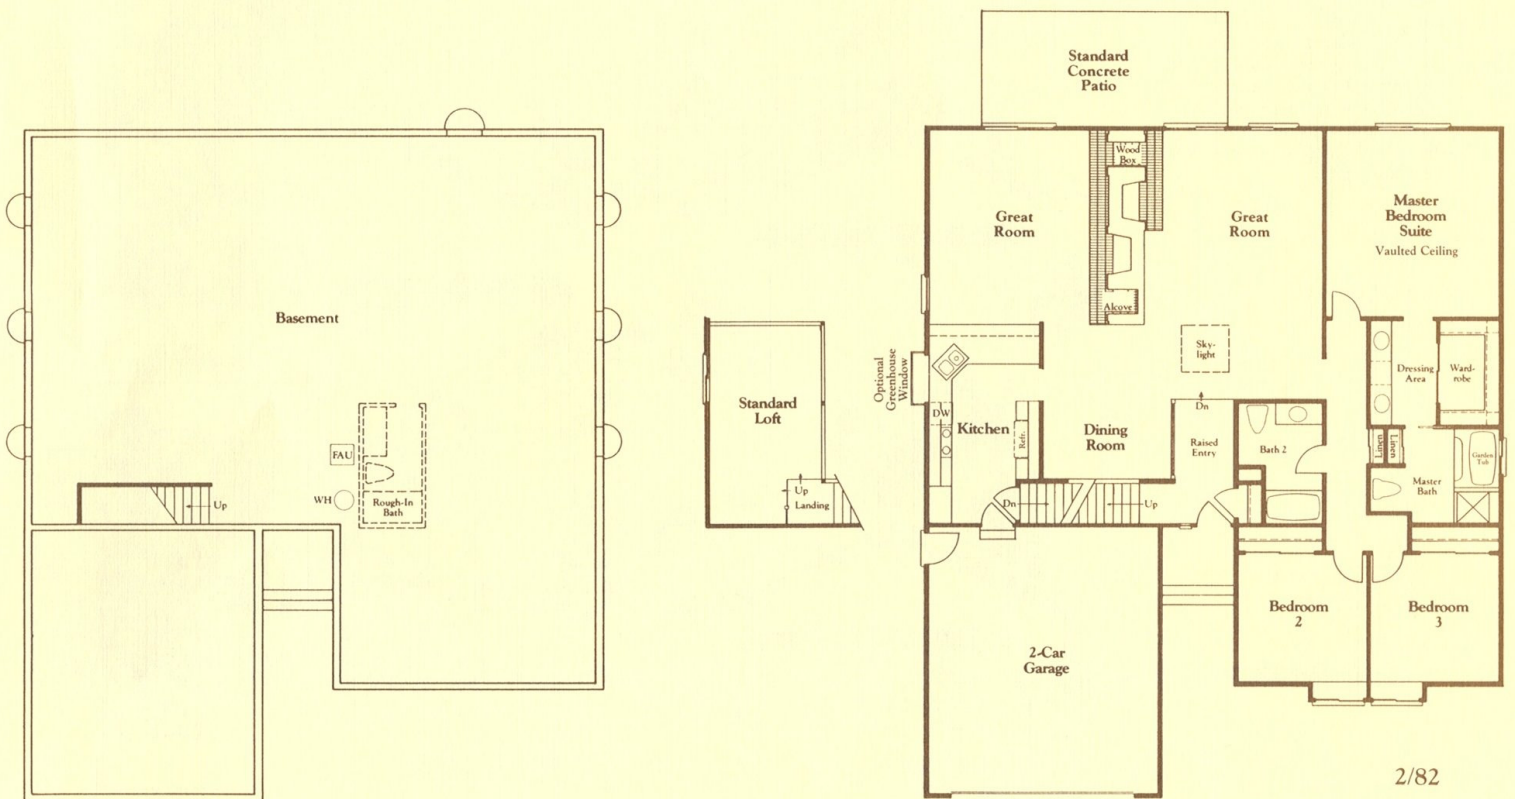 Basement
FAU
WH
Rough-In
Bath
Up
Standard
Loft
Up
Landing
Standard
Concrete
Patio
Great
Room
Wood
Box
Alcove
Great
Room
Master
Bedroom
Suite
Vaulted Ceiling
Optional
Greenhouse
Window
Sky-
light
Dressing
Area
Ward-
robe
DW
Kitchen
Refr.
Dining
Room
Dn
Raised
Entry
Bath 2
Linen
Linen
Garden
Tub
Master
Bath
Dn
Up
2-Car
Garage
Bedroom
2
Bedroom
3
2/82